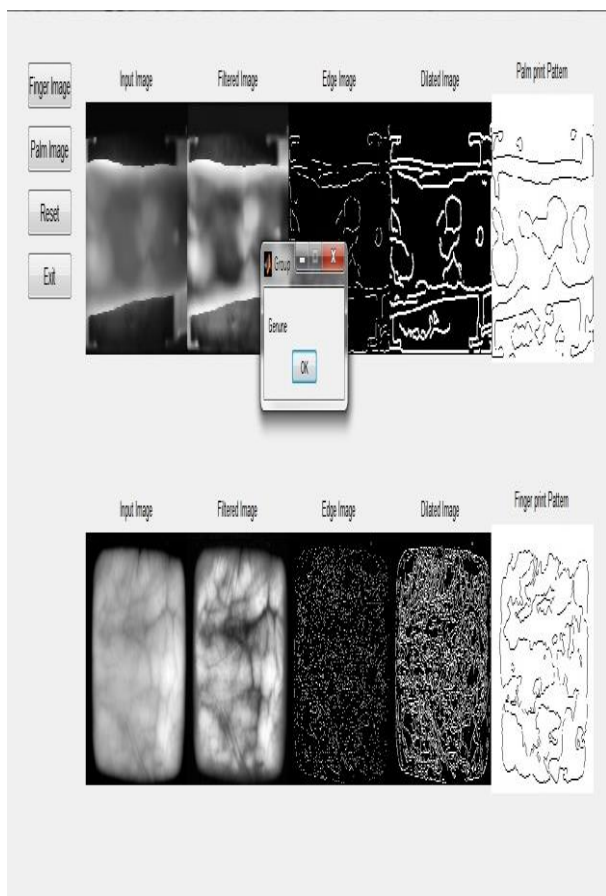 Finger Image
Palm Image
Reset
Exit
Input Image
Filtered Image
Edge Image
Dilated Image
Palm print Pattern
Group
Genuine
OK
Input Image
Filtered Image
Edge Image
Dilated Image
Finger print Pattern